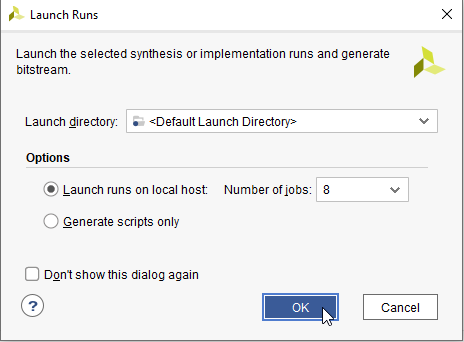 Launch Runs
Launch the selected synthesis or implementation runs and generate
bitstream.
Launch directory: <Default Launch Directory>
Options
Launch runs on local host: Number of jobs: 8
Generate scripts only
Don't show this dialog again
? OK Cancel